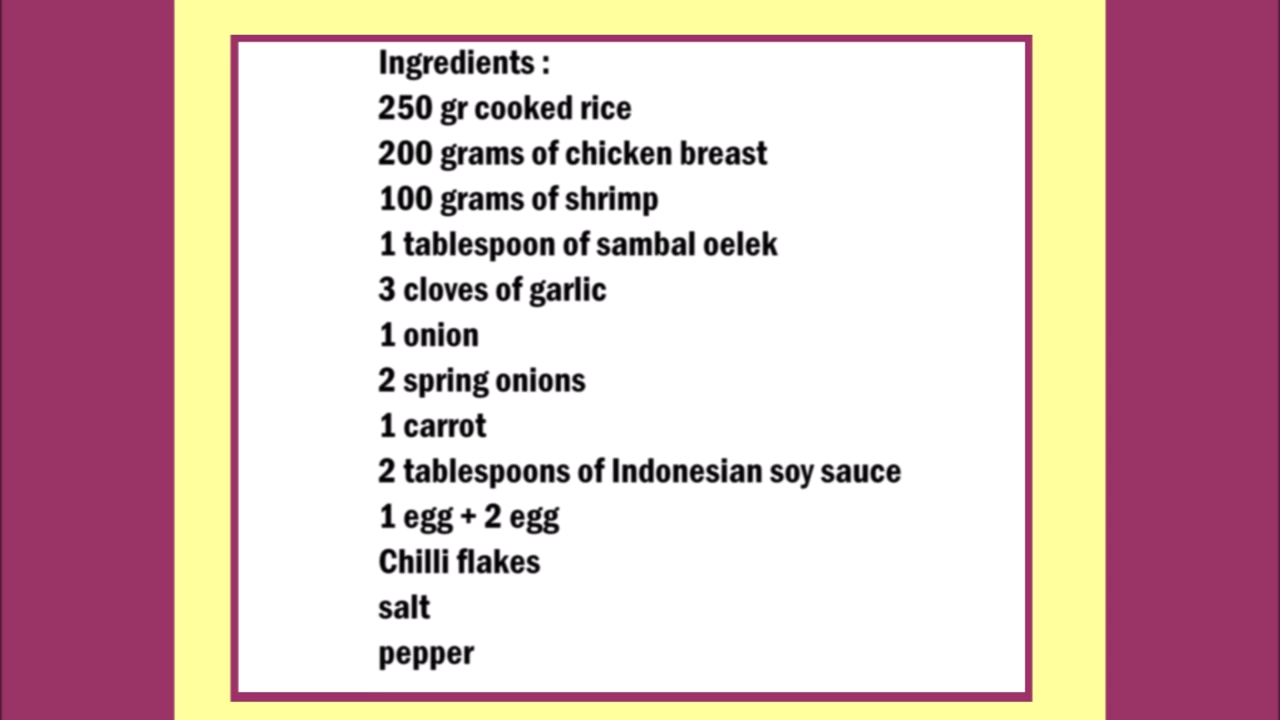 Ingredients :
250 gr cooked rice
200 grams of chicken breast
100 grams of shrimp
1 tablespoon of sambal oelek
3 cloves of garlic
1 onion
2 spring onions
1 carrot
2 tablespoons of Indonesian soy sauce
1 egg + 2 egg
Chilli flakes
salt
pepper